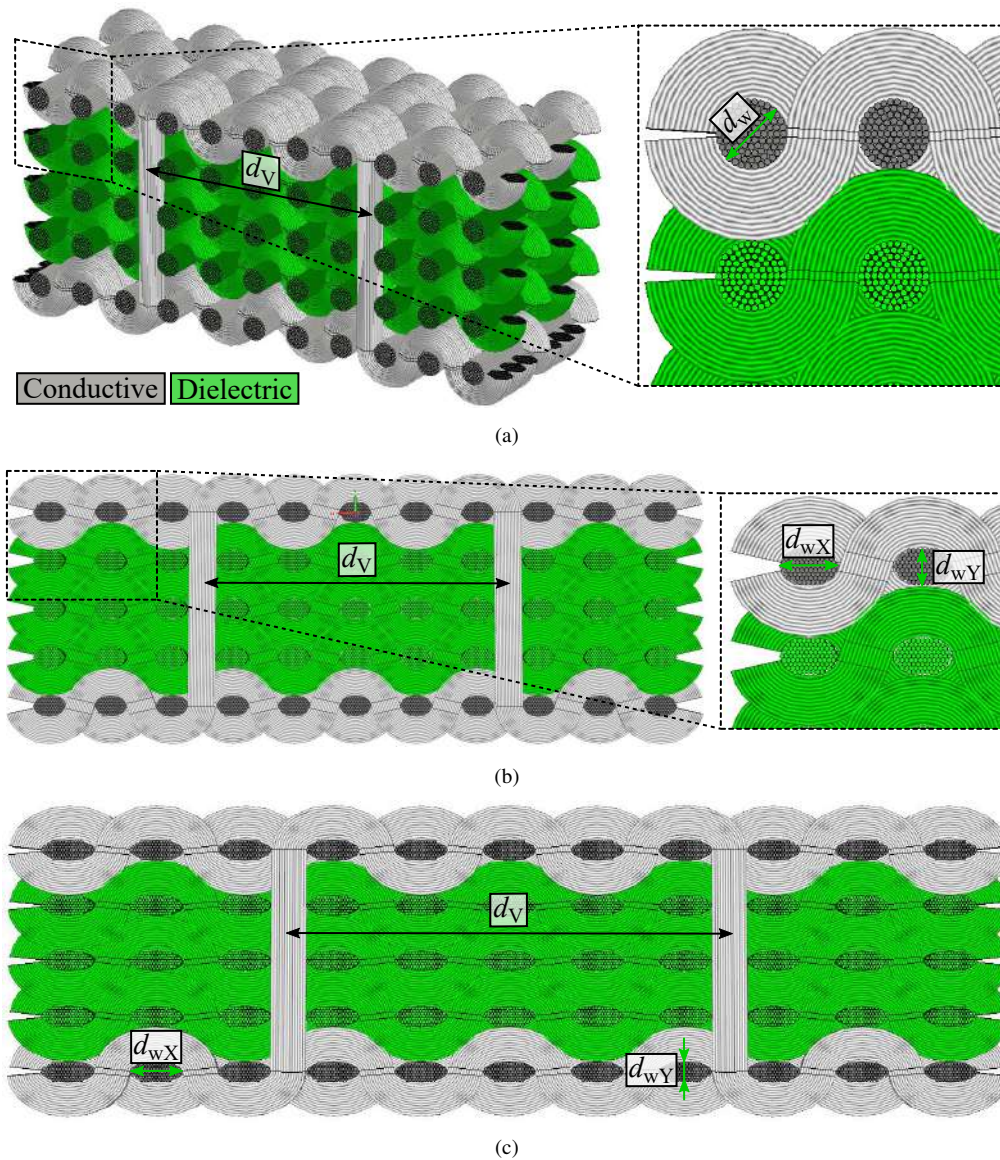 d_w
d_V
Conductive Dielectric
(a)
d_V
d_wX
d_wY
(b)
d_V
d_wX
d_wY
(c)